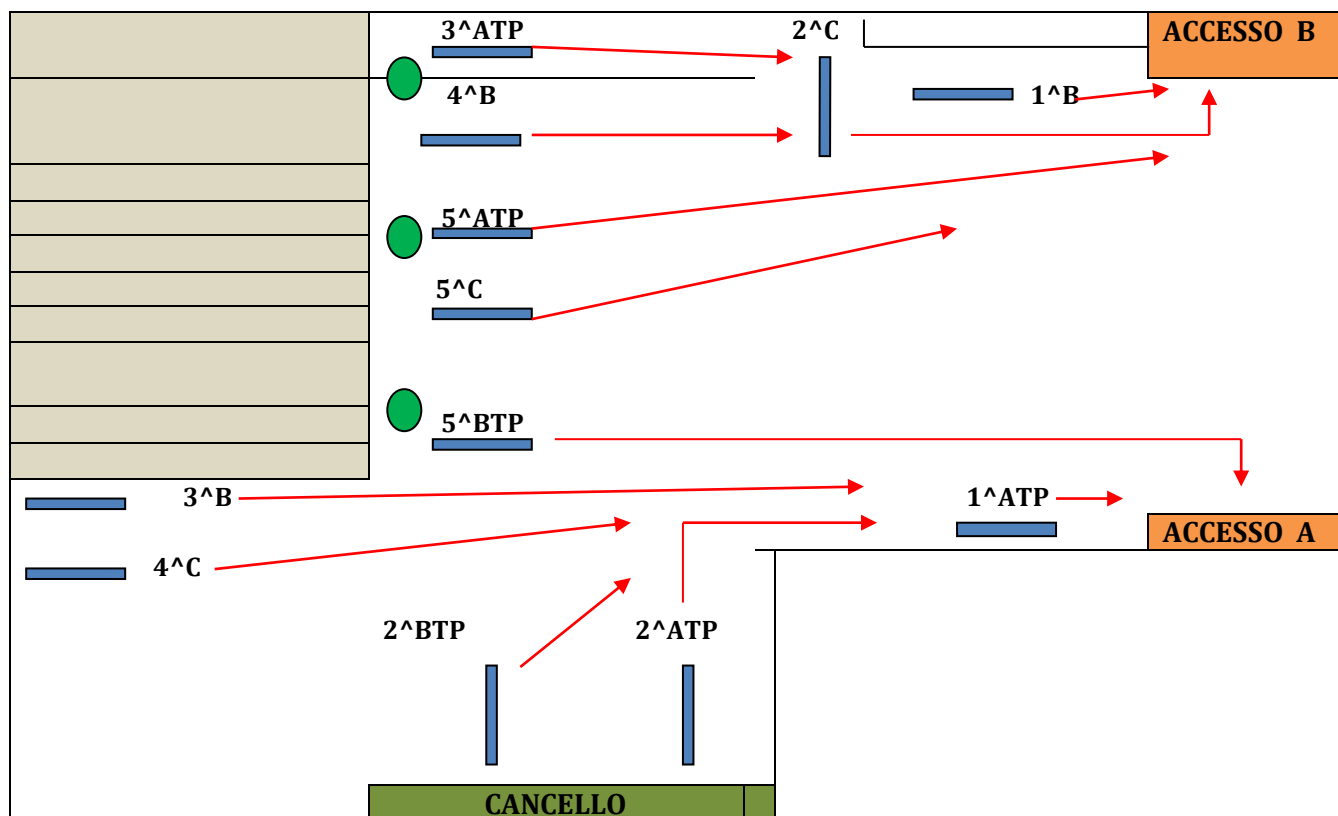 3^ATP
2^C
ACCESSO B
4^B
1^B
5^ATP
5^C
5^BTP
3^B
1^ATP
ACCESSO A
4^C
2^BTP
2^ATP
CANCELLO